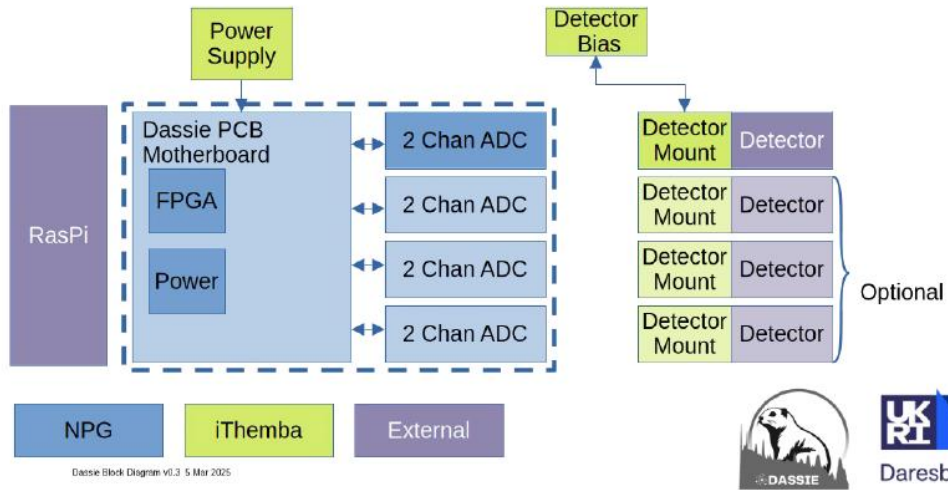 Power
Supply
Detector
Bias
RasPi
Dassie PCB
Motherboard
FPGA
Power
2 Chan ADC
2 Chan ADC
2 Chan ADC
2 Chan ADC
Detector
Mount
Detector
Detector
Mount
Detector
Detector
Mount
Detector
Detector
Mount
Detector
Optional
NPG
iThemba
External
Dassie Block Diagram v0.3 5 Mar 2025
DASSIE
UK
RI
Daresb